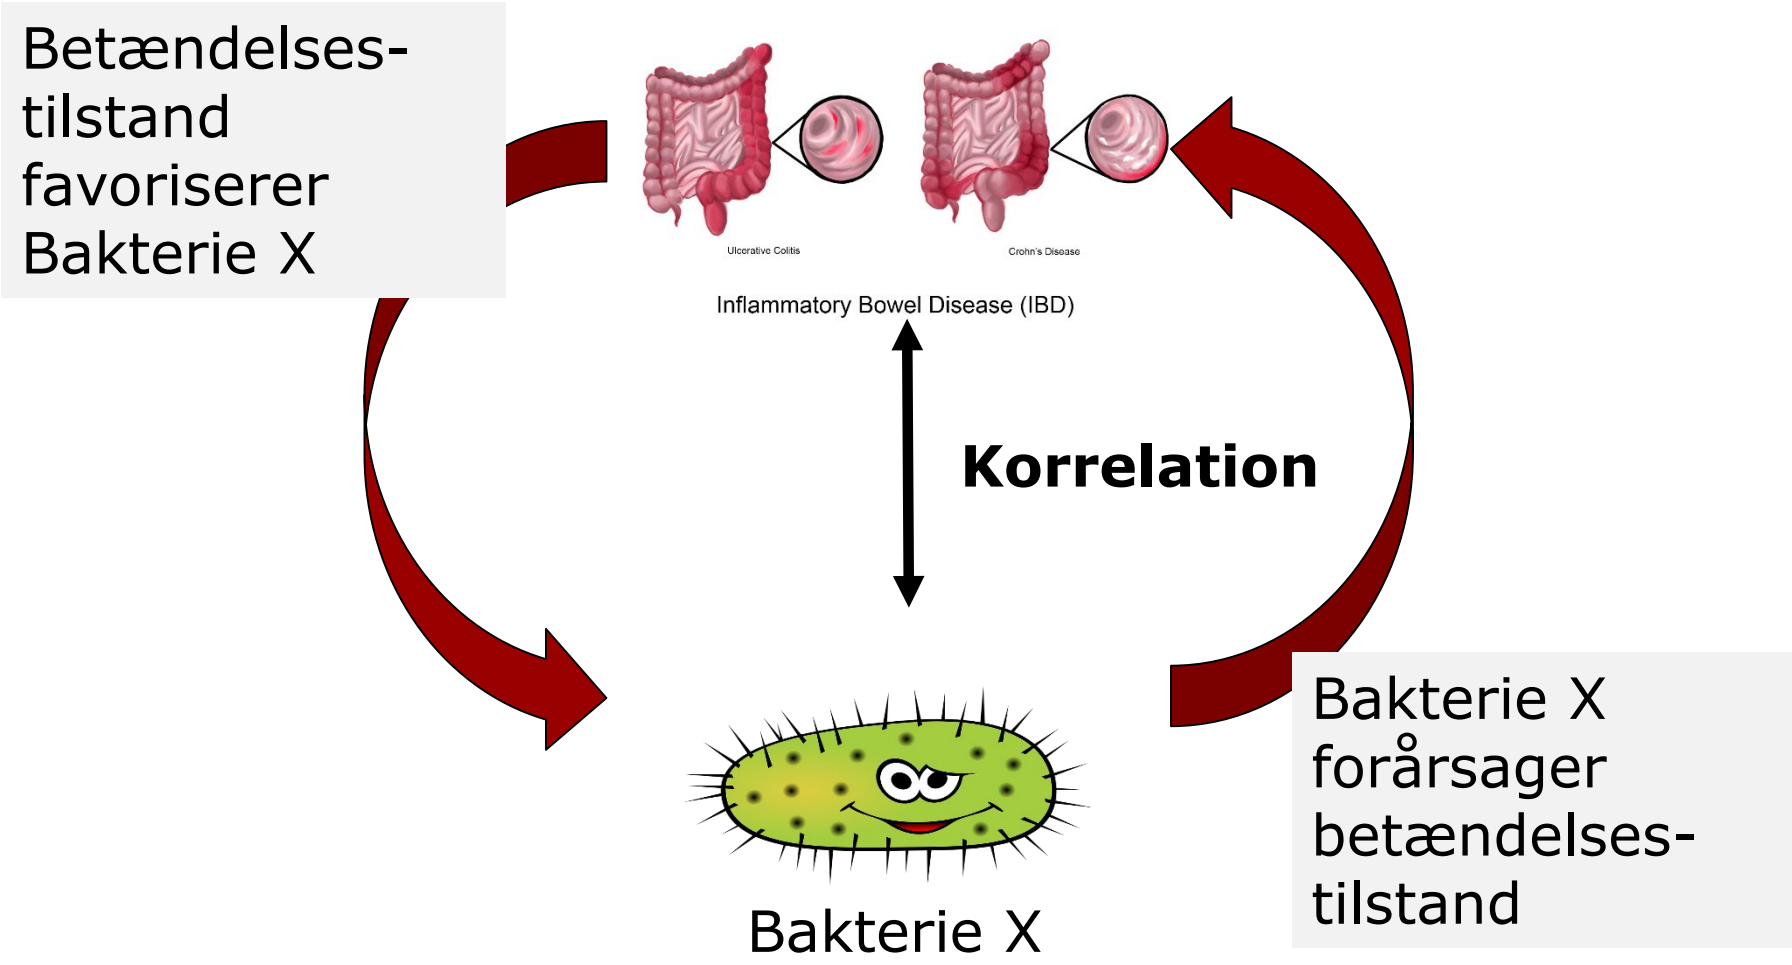 Betændelses-
tilstand
favoriserer
Bakterie X
Ulcerative Colitis
Crohn's Disease
Inflammatory Bowel Disease (IBD)
Korrelation
Bakterie X
forårsager
betændelses-
tilstand
Bakterie X